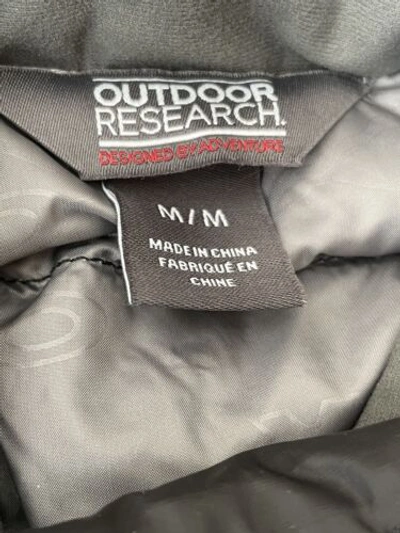 OUTDOOR
RESEARCH.
DESIGNED BY ADVENTURE
M/M
MADE IN CHINA
FABRIQUÉ EN
CHINE